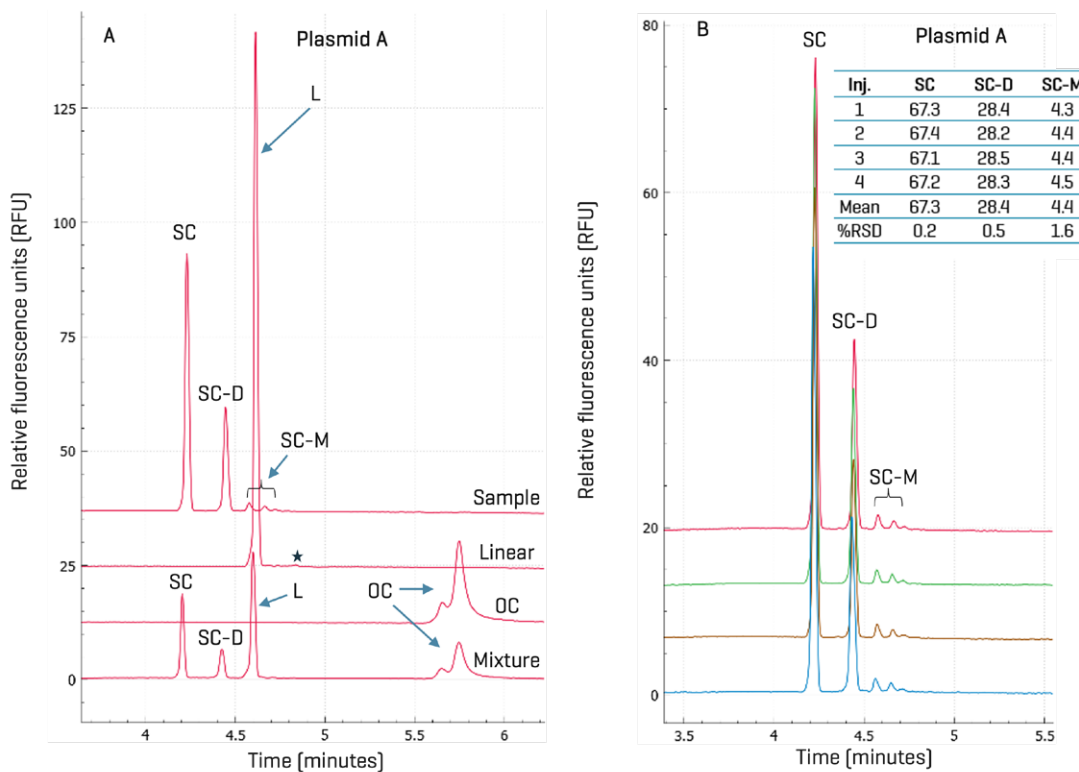 A
Plasmid A
L
125
100
SC
75
SC-D
SC-M
50
Sample
★
Linear
25
SC
L
OC
OC
SC-D
Mixture
0
4
4.5
5
5.5
6
Time (minutes)
Relative fluorescence units (RFU)
B
SC
Plasmid A
80
Inj. SC SC-D SC-M
1 67.3 28.4 4.3
2 67.4 28.2 4.4
3 67.1 28.5 4.4
4 67.2 28.3 4.5
Mean 67.3 28.4 4.4
%RSD 0.2 0.5 1.6
60
SC-D
40
SC-M
20
0
3.5
4
4.5
5
5.5
Time (minutes)
Relative fluorescence units (RFU)